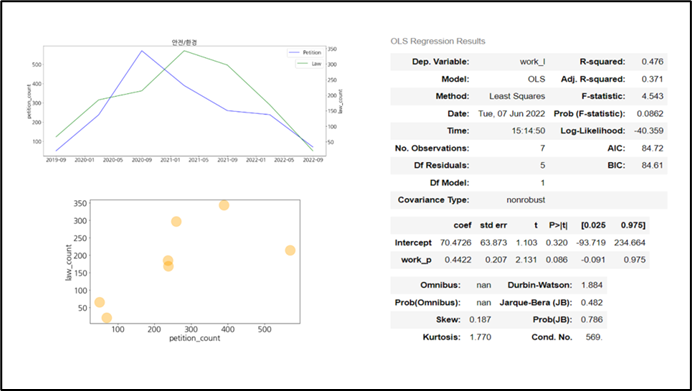 안전/환경
Petition
Law
500
400
300
200
100
350
300
250
200
150
100
50
petition_count
law_count
2019-09 2020-01 2020-05 2020-09 2021-01 2021-05 2021-09 2022-01 2022-05 2022-09
350
300
250
200
150
100
50
law_count
100 200 300 400 500
petition_count
OLS Regression Results
Dep. Variable: work_l R-squared: 0.476
Model: OLS Adj. R-squared: 0.371
Method: Least Squares F-statistic: 4.543
Date: Tue, 07 Jun 2022 Prob (F-statistic): 0.0862
Time: 15:14:50 Log-Likelihood: -40.359
No. Observations: 7 AIC: 84.72
Df Residuals: 5 BIC: 84.61
Df Model: 1
Covariance Type: nonrobust
coef std err t P>|t| [0.025 0.975]
Intercept 70.4726 63.873 1.103 0.320 -93.719 234.664
work_p 0.4422 0.207 2.131 0.086 -0.091 0.975
Omnibus: nan Durbin-Watson: 1.884
Prob(Omnibus): nan Jarque-Bera (JB): 0.482
Skew: 0.187 Prob(JB): 0.786
Kurtosis: 1.770 Cond. No. 569.